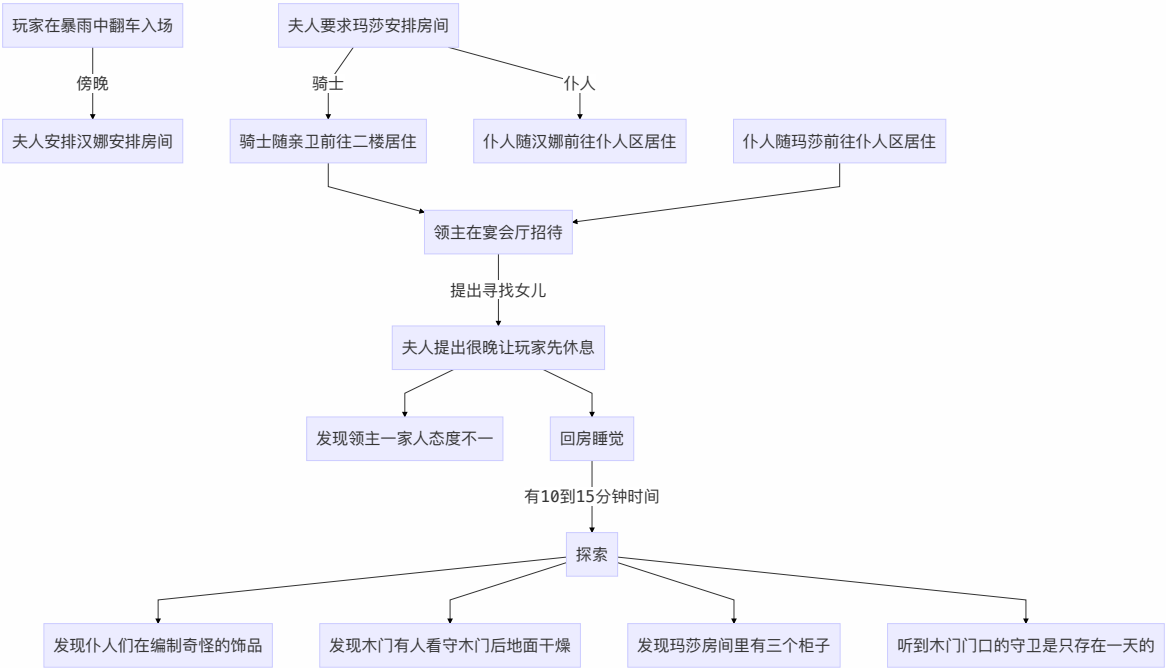 玩家在暴雨中翻车入场
夫人要求玛莎安排房间
傍晚
骑士
仆人
夫人安排汉娜安排房间
骑士随亲卫前往二楼居住
仆人随汉娜前往仆人区居住
仆人随玛莎前往仆人区居住
领主在宴会厅招待
提出寻找女儿
夫人提出很晚让玩家先休息
发现领主一家人态度不一
回房睡觉
有10到15分钟时间
探索
发现仆人们在编制奇怪的饰品
发现木门有人看守木门后地面干燥
发现玛莎房间里有三个柜子
听到木门门口的守卫是只存在一天的